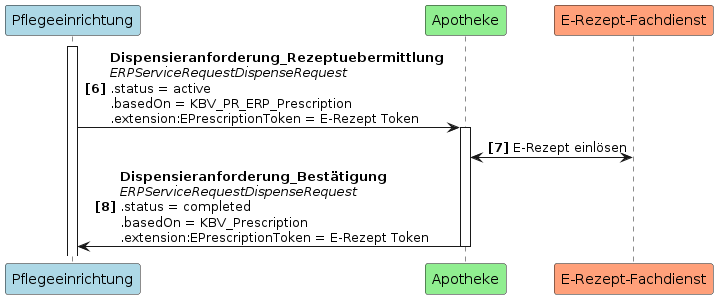 Pflegeeinrichtung
Apotheke
E-Rezept-Fachdienst
Dispensieranforderung_Rezeptuebermittlung
ERPServiceRequestDispenseRequest
[6] .status = active
.basedOn = KBV_PR_ERP_Prescription
.extension:EPrescriptionToken = E-Rezept Token
[7] E-Rezept einlösen
Dispensieranforderung_Bestätigung
ERPServiceRequestDispenseRequest
[8] .status = completed
.basedOn = KBV_Prescription
.extension:EPrescriptionToken = E-Rezept Token
Pflegeeinrichtung
Apotheke
E-Rezept-Fachdienst